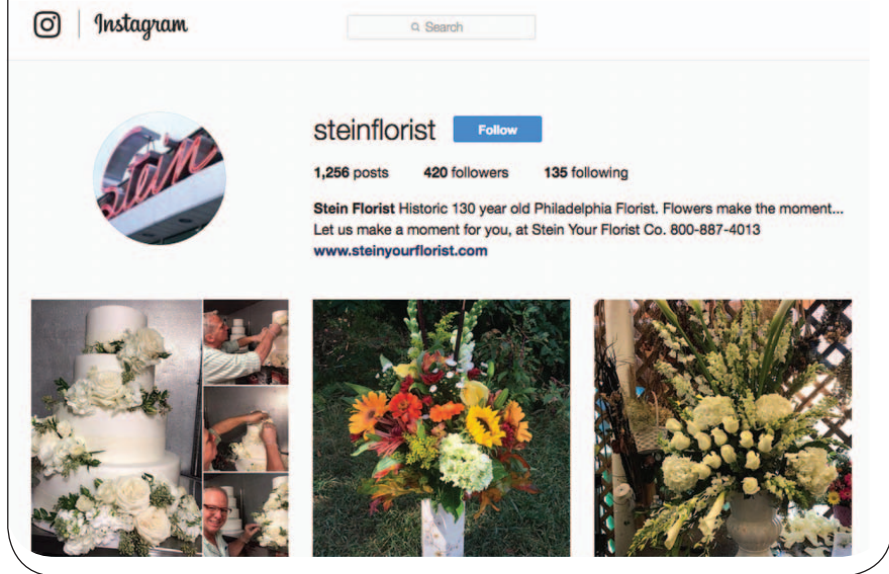 Instagram
Search
steinflorist Follow
1,256 posts 420 followers 135 following
Stein Florist Historic 130 year old Philadelphia Florist. Flowers make the moment...
Let us make a moment for you, at Stein Your Florist Co. 800-887-4013
www.steinyourflorist.com
Stein